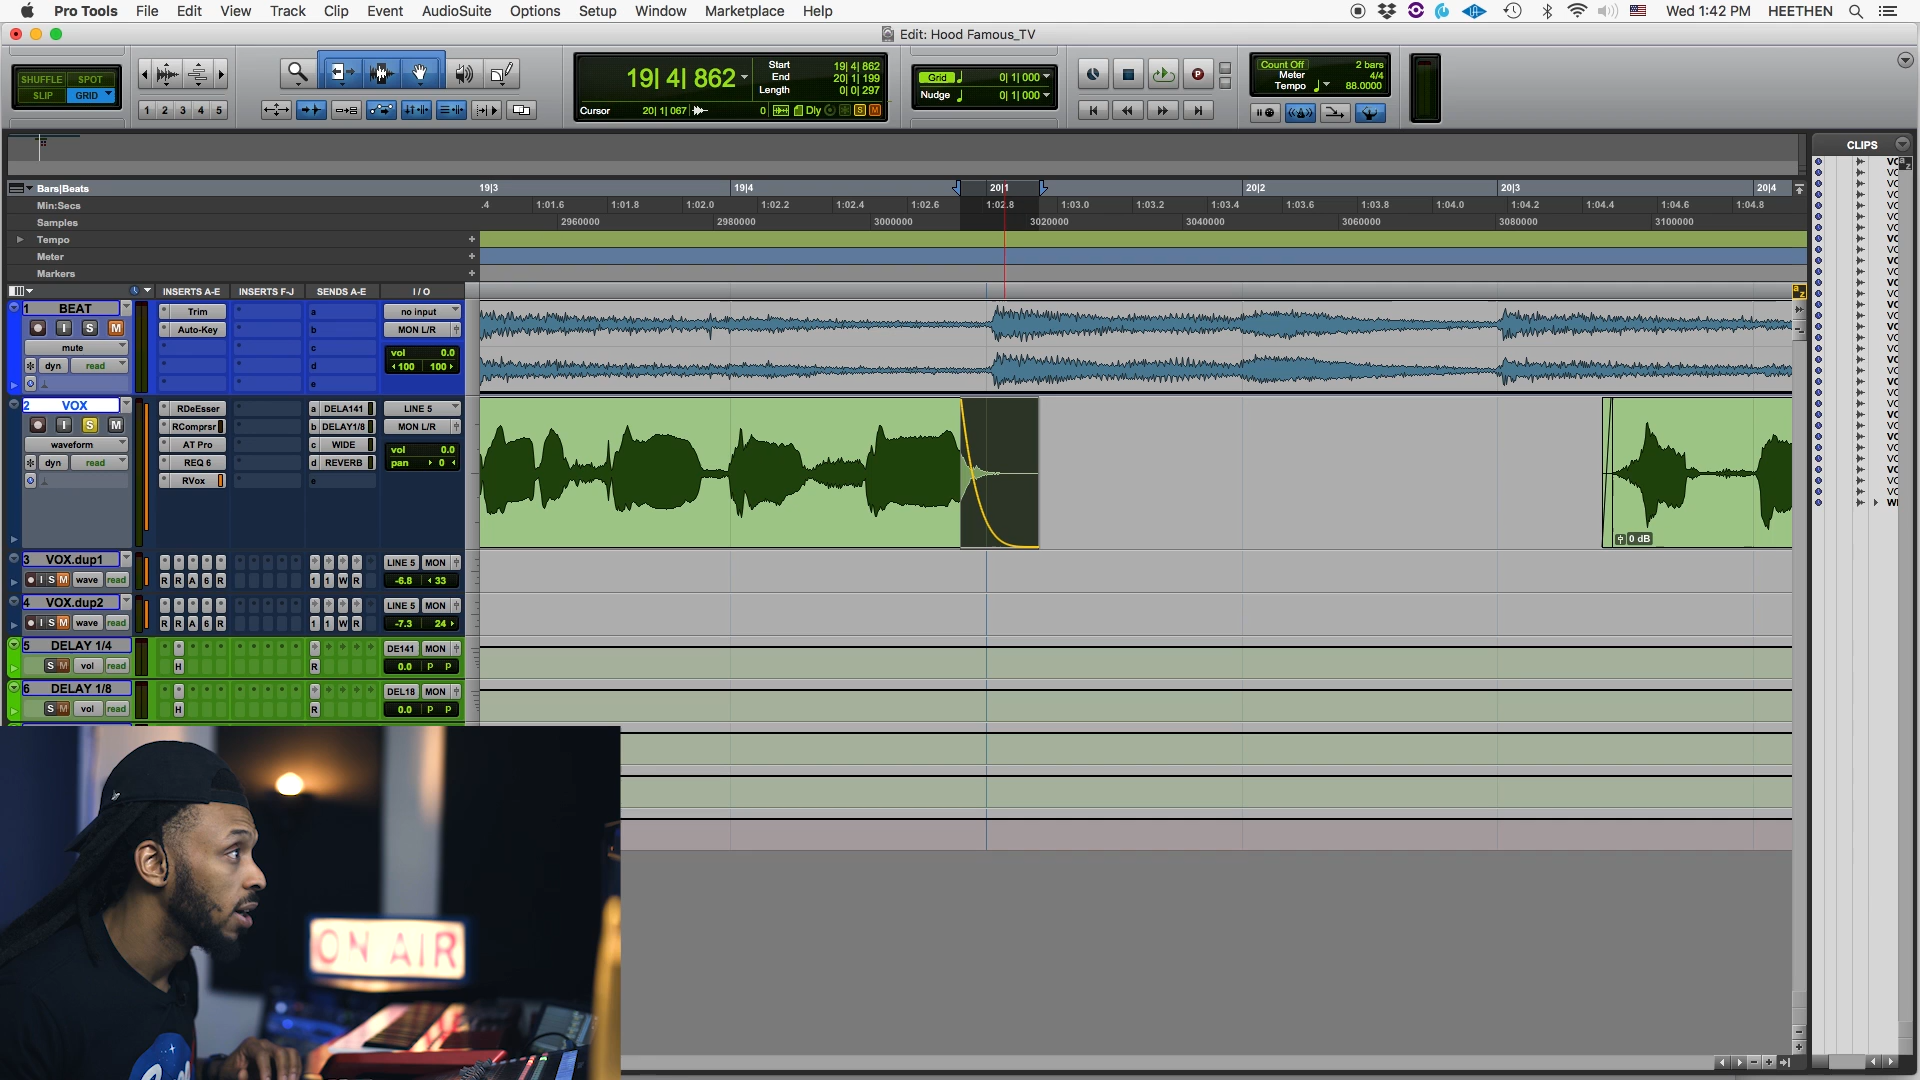 Pro Tools File Edit View Track Clip Event AudioSuite Options Setup Window Marketplace Help
Wed 1:42 PM HEETHEN
Edit: Hood Famous_TV
SHUFFLE SPOT
SLIP GRID
1 2 3 4 5
19| 4| 862
Start 19| 4| 862
End 20| 1| 199
Length 0| 0| 297
Cursor 20| 1| 067 0 Dly S M
Grid 0| 1| 000
Nudge 0| 1| 000
Count Off 2 bars
Meter 4/4
Tempo 88.0000
CLIPS
Bars|Beats 19|3 19|4 20|1 20|2 20|3 20|4
Min:Secs .4 1:01.6 1:01.8 1:02.0 1:02.2 1:02.4 1:02.6 1:02.8 1:03.0 1:03.2 1:03.4 1:03.6 1:03.8 1:04.0 1:04.2 1:04.4 1:04.6 1:04.8
Samples 2960000 2980000 3000000 3020000 3040000 3060000 3080000 3100000
Tempo
Meter
Markers
INSERTS A-E INSERTS F-J SENDS A-E I / O
1 BEAT Trim a no input
I S M Auto-Key b MON L/R
mute c vol 0.0
dyn read d 100 100
e
2 VOX RDeEsser a DELA141 LINE 5
I S M RComprsr b DELAY1/8 MON L/R
waveform AT Pro c WIDE vol 0.0
dyn read REQ 6 d REVERB pan 0
RVox e
0 dB
3 VOX.dup1 LINE 5 MON
I S M wave read R R A 6 R 1 1 W R -6.8 33
4 VOX.dup2 LINE 5 MON
I S M wave read R R A 6 R 1 1 W R -7.3 24
5 DELAY 1/4 DE141 MON
S M vol read H R 0.0 P P
6 DELAY 1/8 DEL18 MON
S M vol read H R 0.0 P P
ON AIR